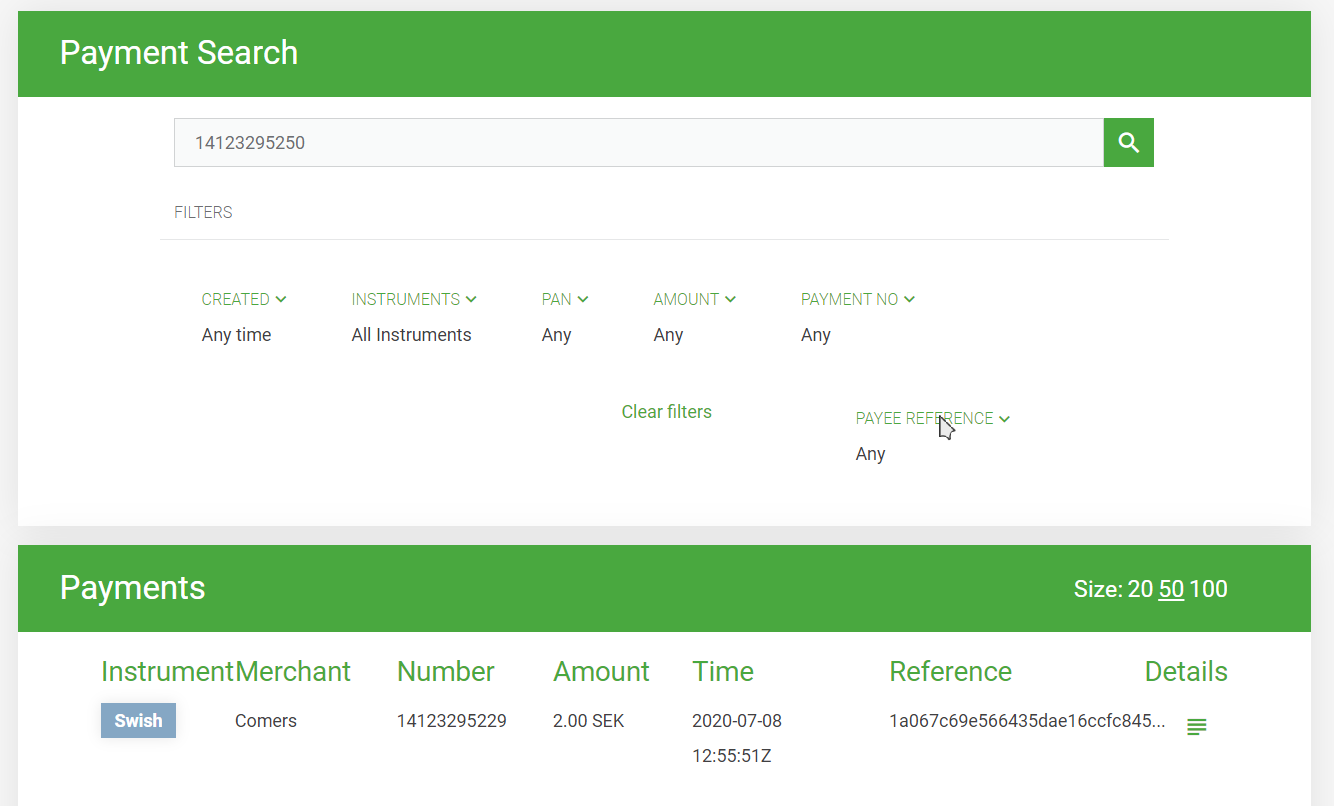 Payment Search
14123295250
FILTERS
CREATED INSTRUMENTS PAN AMOUNT PAYMENT NO
Any time All Instruments Any Any Any
Clear filters
PAYEE REFERENCE
Any
Payments Size: 20 50 100
Instrument Merchant Number Amount Time Reference Details
Swish Comers 14123295229 2.00 SEK 2020-07-08 1a067c69e566435dae16ccfc845...
12:55:51Z